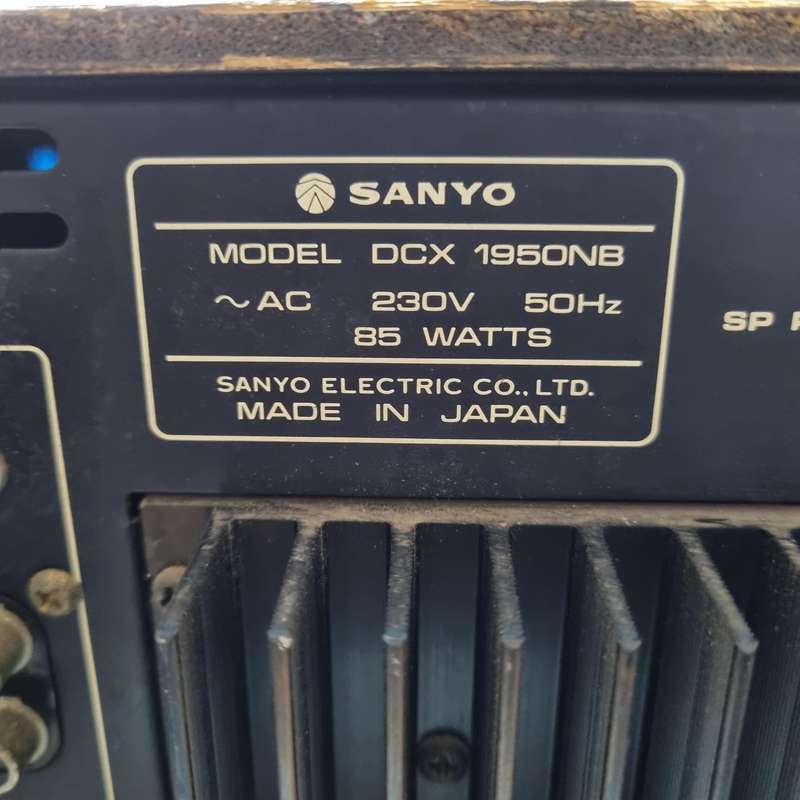 SANYO
MODEL DCX 1950NB
~ AC 230V 50Hz
85 WATTS
SP
SANYO ELECTRIC CO., LTD.
MADE IN JAPAN